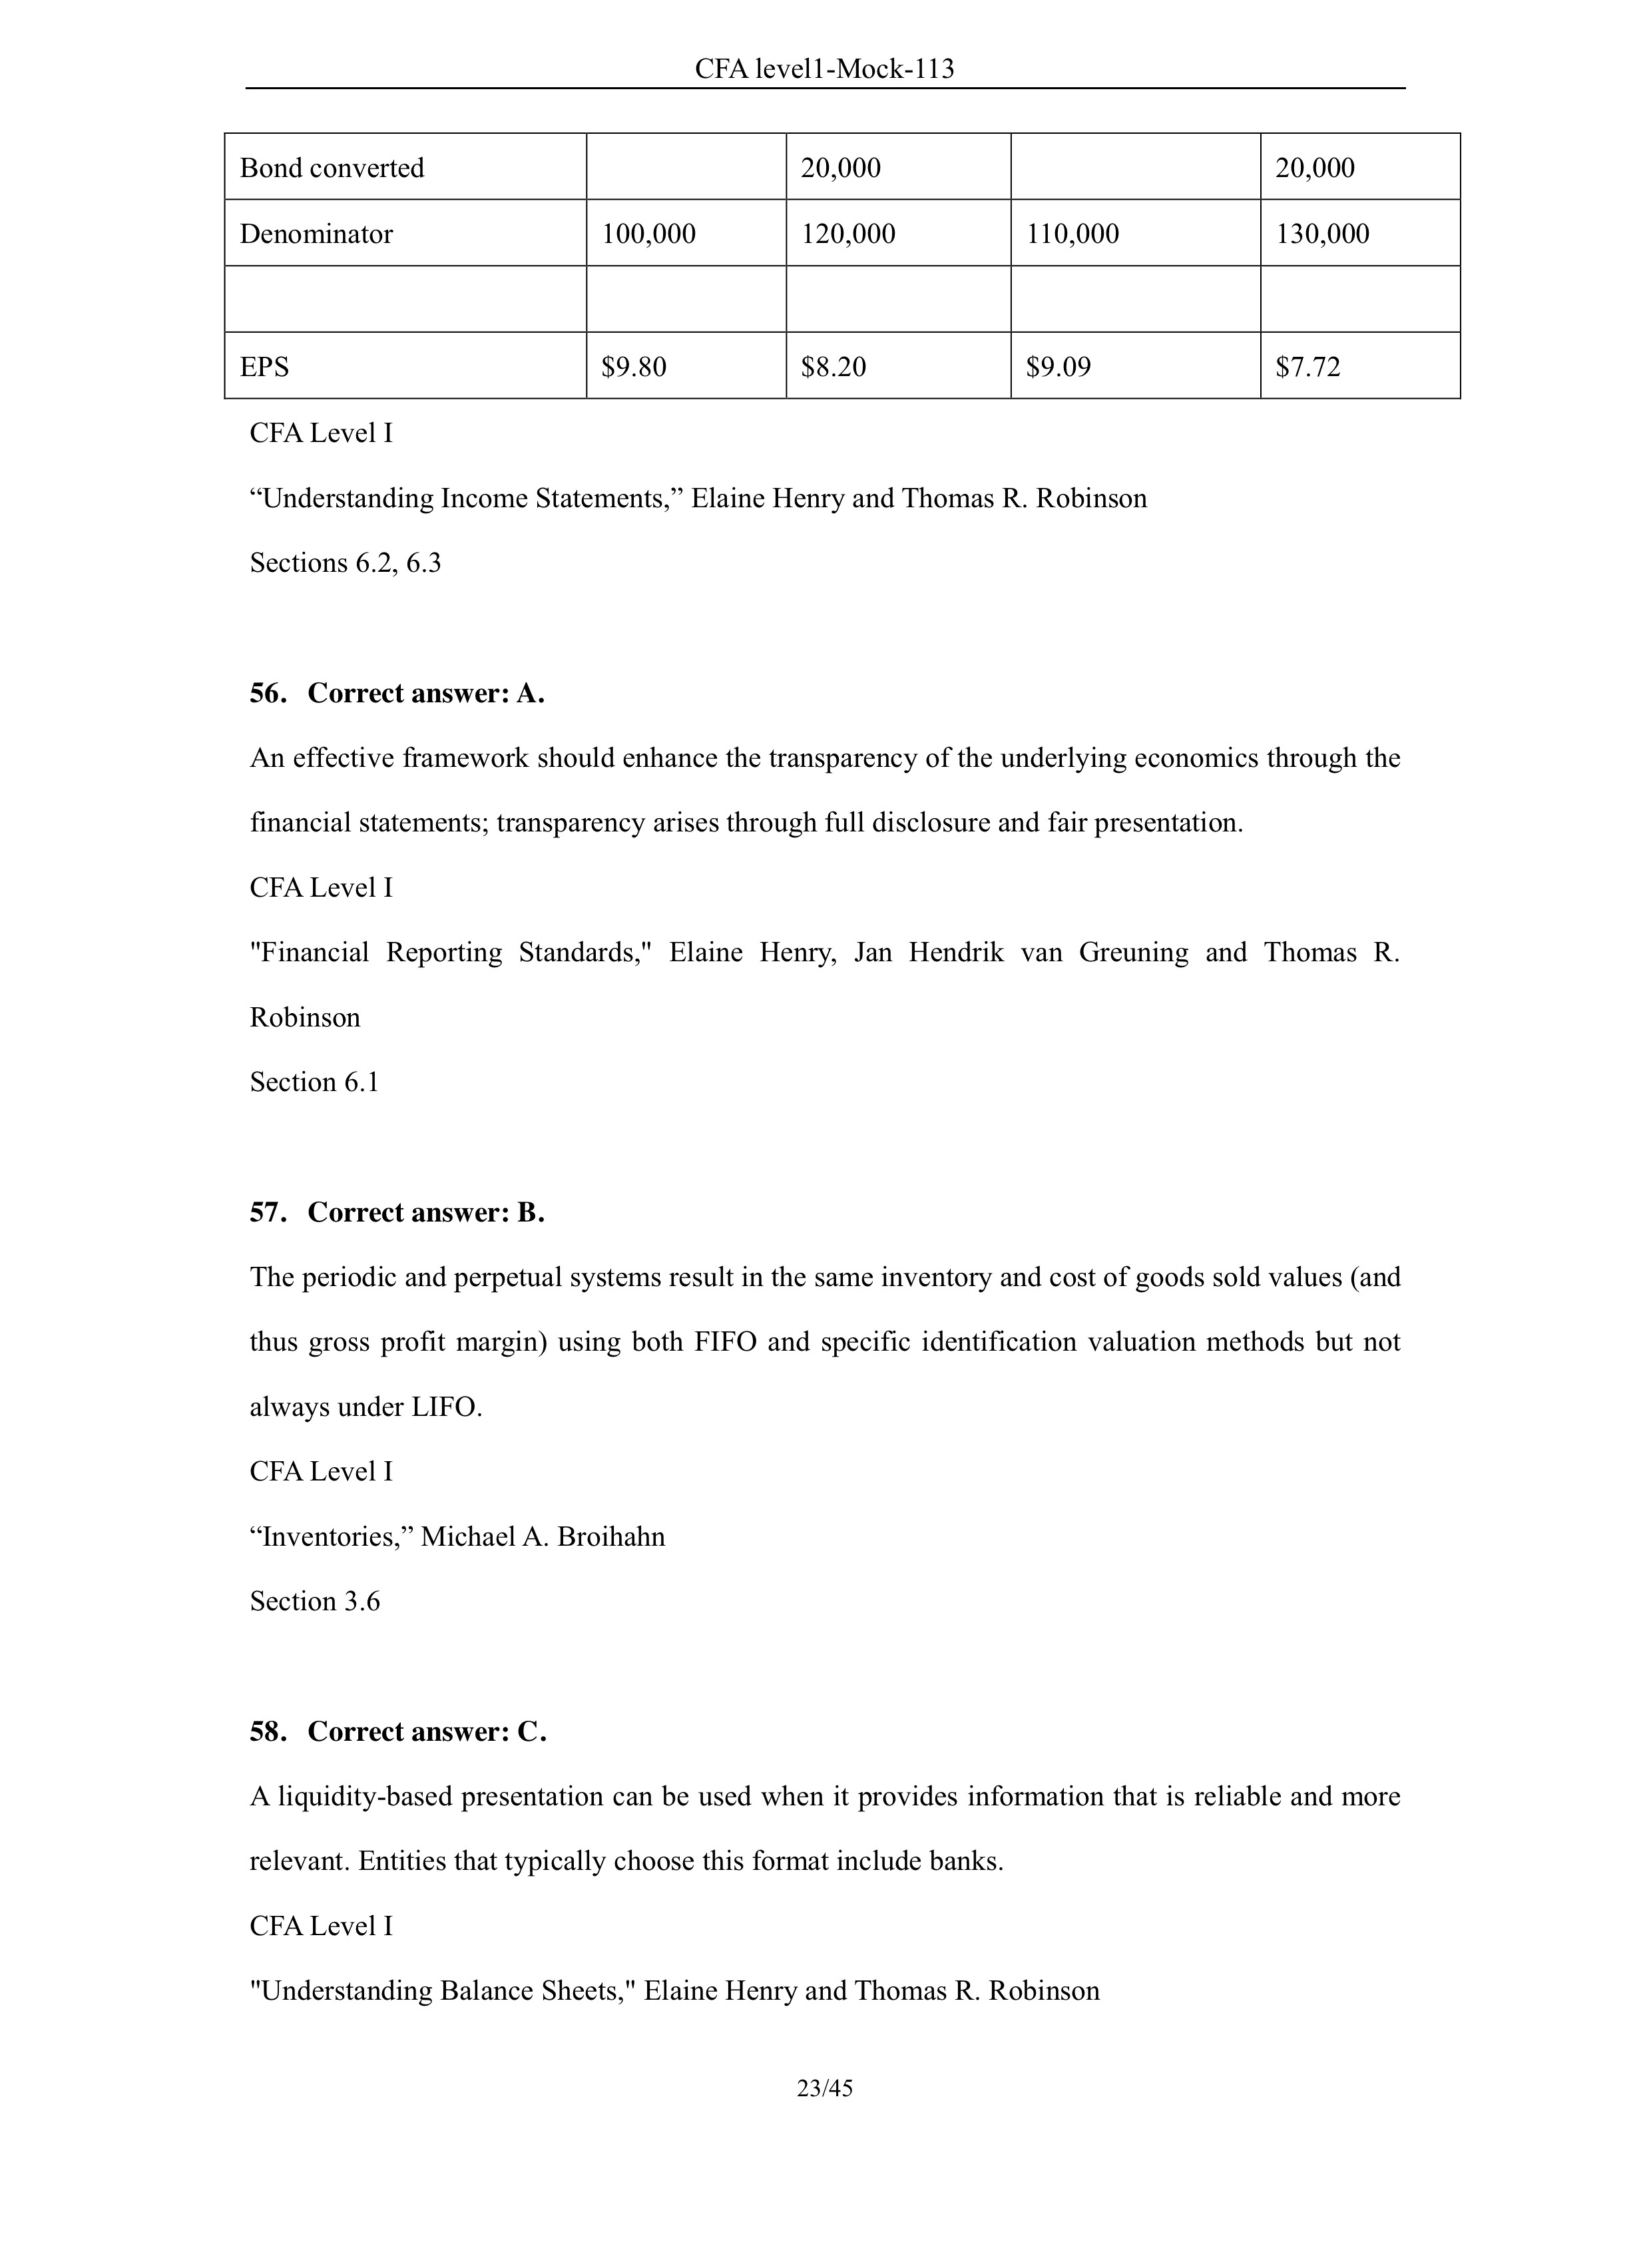 CFA level1-Mock-113
Bond converted 20,000 20,000
Denominator 100,000 120,000 110,000 130,000
EPS $9.80 $8.20 $9.09 $7.72
CFA Level I
“Understanding Income Statements,” Elaine Henry and Thomas R. Robinson
Sections 6.2, 6.3
56. Correct answer: A.
An effective framework should enhance the transparency of the underlying economics through the
financial statements; transparency arises through full disclosure and fair presentation.
CFA Level I
"Financial Reporting Standards," Elaine Henry, Jan Hendrik van Greuning and Thomas R.
Robinson
Section 6.1
57. Correct answer: B.
The periodic and perpetual systems result in the same inventory and cost of goods sold values (and
thus gross profit margin) using both FIFO and specific identification valuation methods but not
always under LIFO.
CFA Level I
“Inventories,” Michael A. Broihahn
Section 3.6
58. Correct answer: C.
A liquidity-based presentation can be used when it provides information that is reliable and more
relevant. Entities that typically choose this format include banks.
CFA Level I
"Understanding Balance Sheets," Elaine Henry and Thomas R. Robinson
23/45